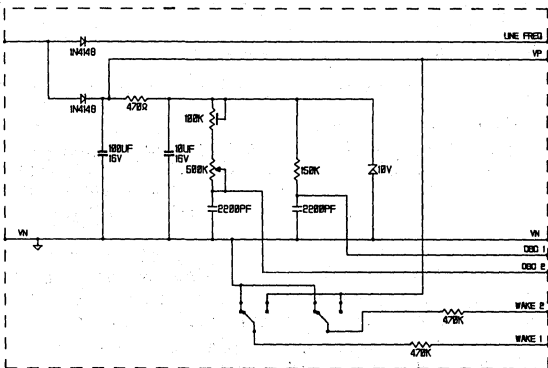 LINE FREQ
1N4148
VP
1N4148
470Ω
100K
100UF
16V
10UF
16V
500K
150K
10V
2200PF
2200PF
VN
VN
OSC 1
OSC 2
WAKE 2
470K
WAKE 1
470K